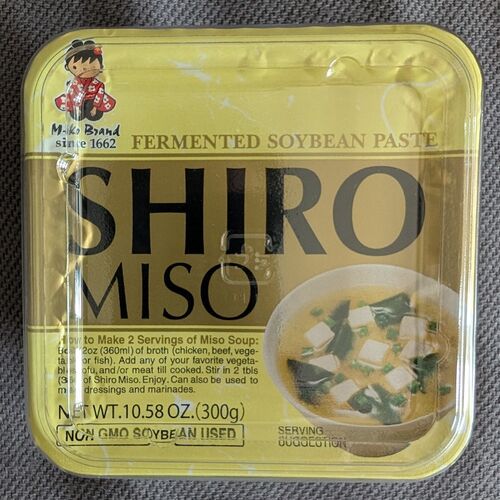 Miko Brand
since 1662
FERMENTED SOYBEAN PASTE
SHIRO
MISO
How to Make 2 Servings of Miso Soup:
12oz (360ml) of broth (chicken, beef, vege-
or fish). Add any of your favorite vegeta-
tofu, and/or meat till cooked. Stir in 2 tbls
of Shiro Miso. Enjoy. Can also be used to
dressings and marinades.
NET WT. 10.58 OZ. (300g)
NON GMO SOYBEAN USED
SERVING
SUGGESTION